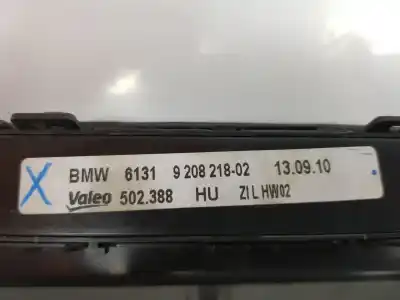 X
BMW 6131 9 208 218-02 13.09.10
Valeo 502.388 HU ZI L HW02